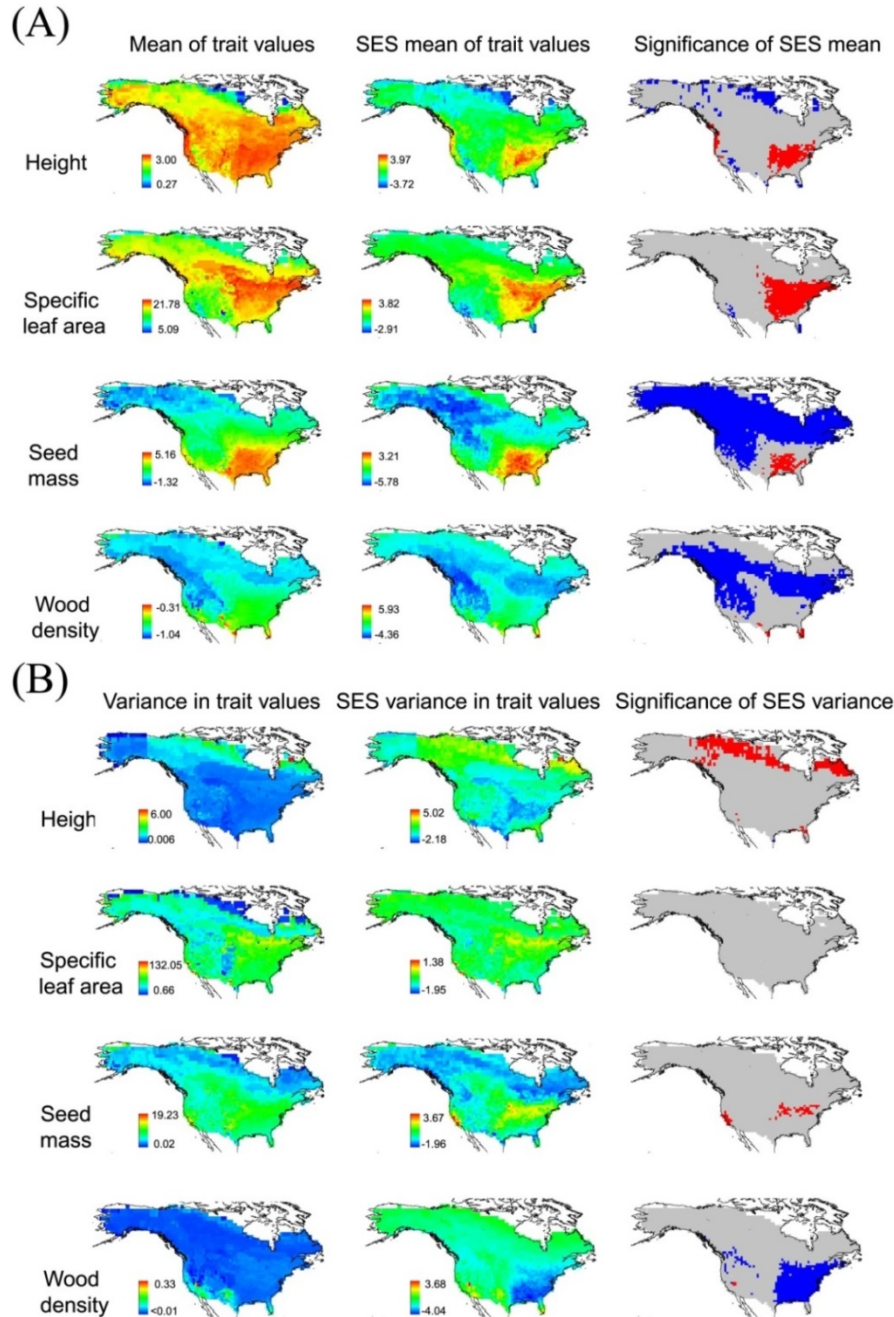 (A)
Mean of trait values SES mean of trait values Significance of SES mean
Height
3.00
0.27
3.97
-3.72
Specific
leaf area
21.78
5.09
3.82
-2.91
Seed
mass
5.16
-1.32
3.21
-5.78
Wood
density
-0.31
-1.04
5.93
-4.36
(B)
Variance in trait values SES variance in trait values Significance of SES variance
Heigh
6.00
0.006
5.02
-2.18
Specific
leaf area
132.05
0.66
1.38
-1.95
Seed
mass
19.23
0.02
3.67
-1.96
Wood
density
0.33
<0.01
3.68
-4.04